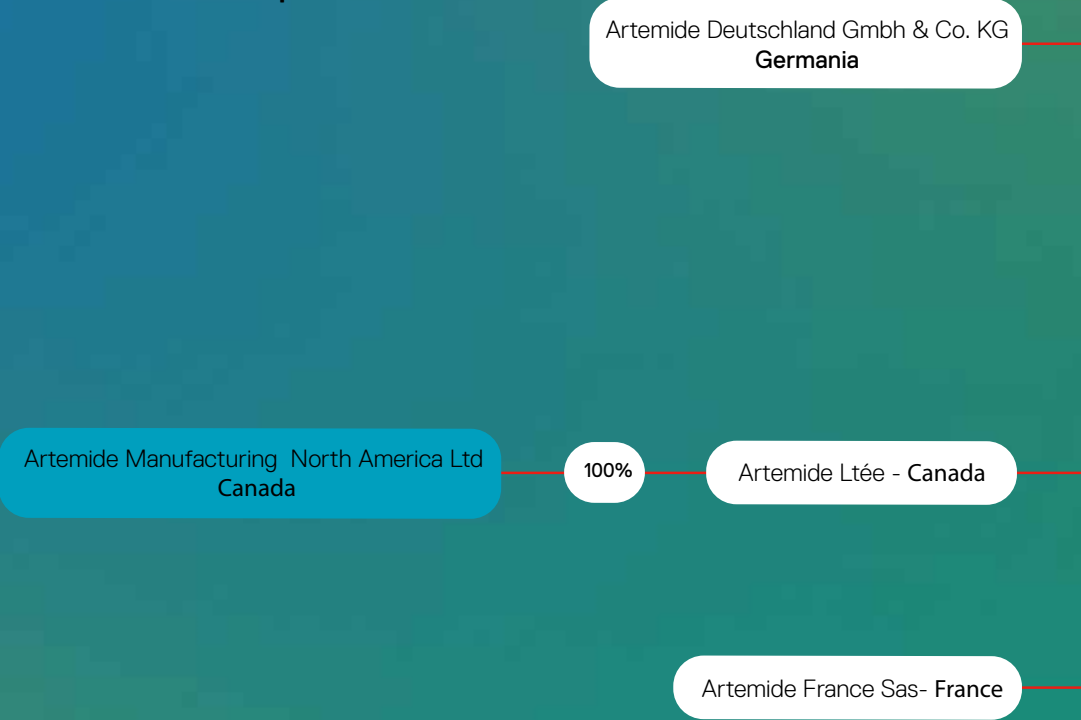 Artemide Deutschland Gmbh & Co. KG
Germania
Artemide Manufacturing North America Ltd
Canada
100%
Artemide Ltée - Canada
Artemide France Sas- France